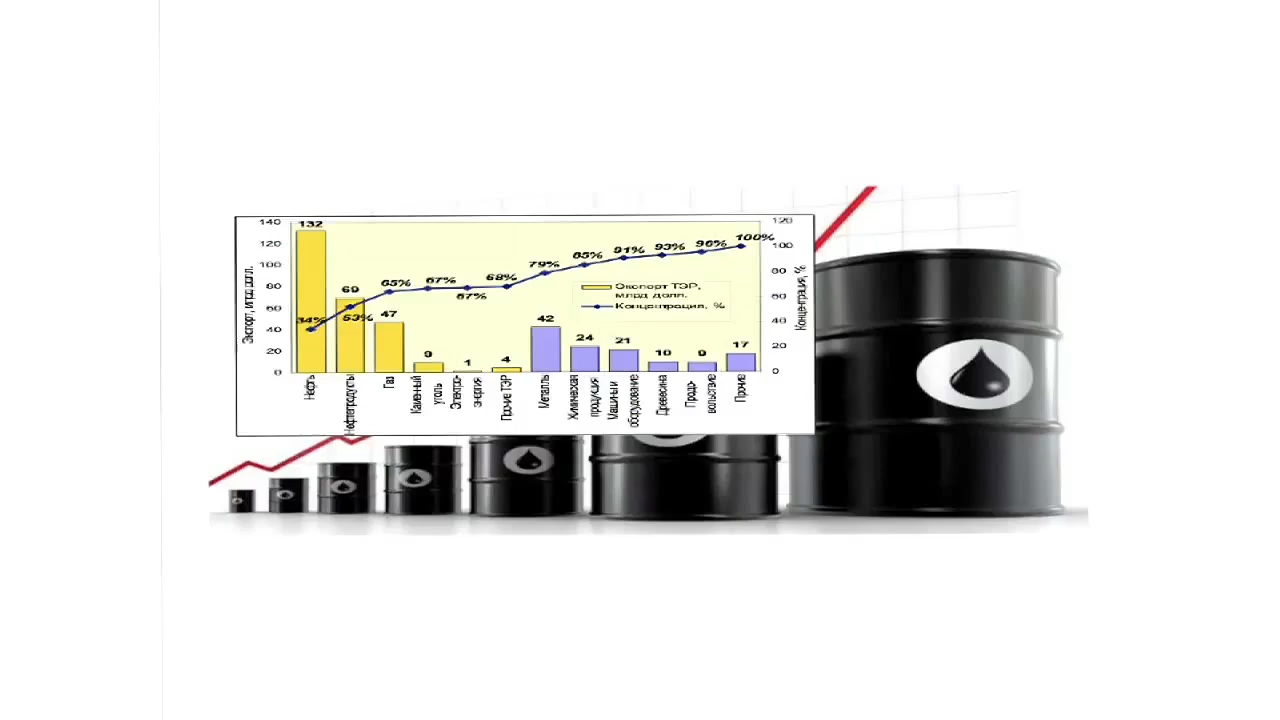 140
120
100
80
60
40
20
0
Экспорт, млрд долл.
132
69
47
9
1
4
42
24
21
10
9
17
34%
53%
65%
67%
67%
68%
79%
85%
91%
93%
96%
100%
Экспорт ТЭР,
млрд долл.
Концентрация, %
120
100
80
60
40
20
0
Концентрация, %
Нефть
Нефтепродукты
Газ
Каменный
уголь
Электро-
энергия
Прочие ТЭР
Металлы
Химическая
продукция
Машины и
оборудование
Древесина
Продо-
вольствие
Прочие